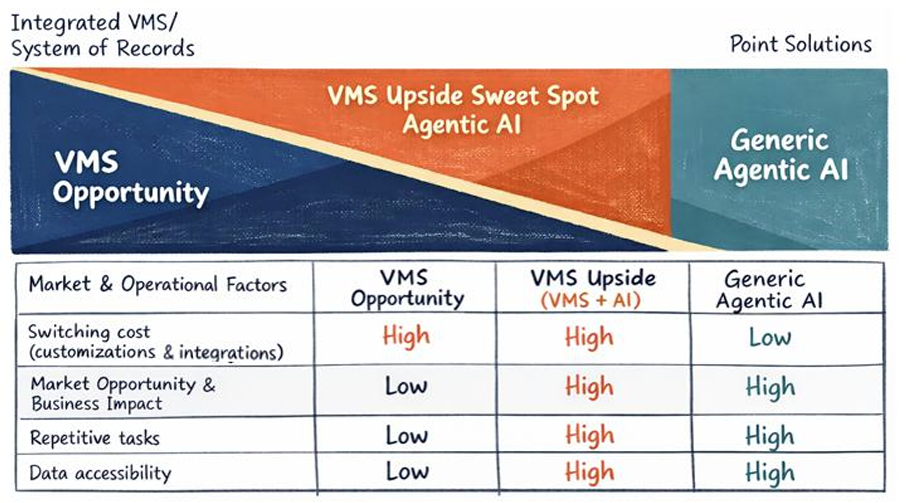 Integrated VMS/
System of Records
Point Solutions
VMS Upside Sweet Spot
Agentic AI
VMS
Opportunity
Generic
Agentic AI
Market & Operational Factors
VMS
Opportunity
VMS Upside
(VMS + AI)
Generic
Agentic AI
Switching cost
(customizations & integrations)
High
High
Low
Market Opportunity &
Business Impact
Low
High
High
Repetitive tasks
Low
High
High
Data accessibility
Low
High
High